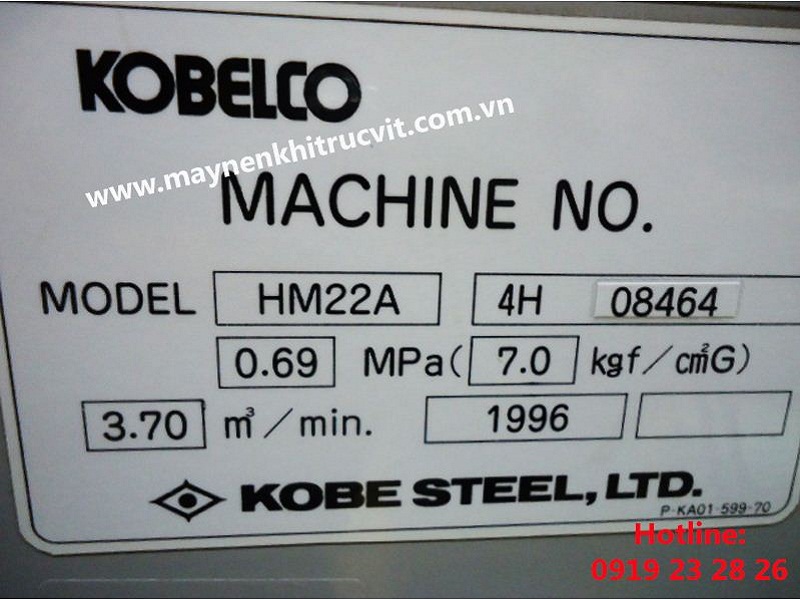 KOBELCO
www.maynenkhitrucvit.com.vn
MACHINE NO.
MODEL HM22A 4H 08464
0.69 MPa( 7.0 kgf/cm²G)
3.70 m³/min. 1996
KOBE STEEL, LTD.
P-KA01-599-70
Hotline:
0919 23 28 26